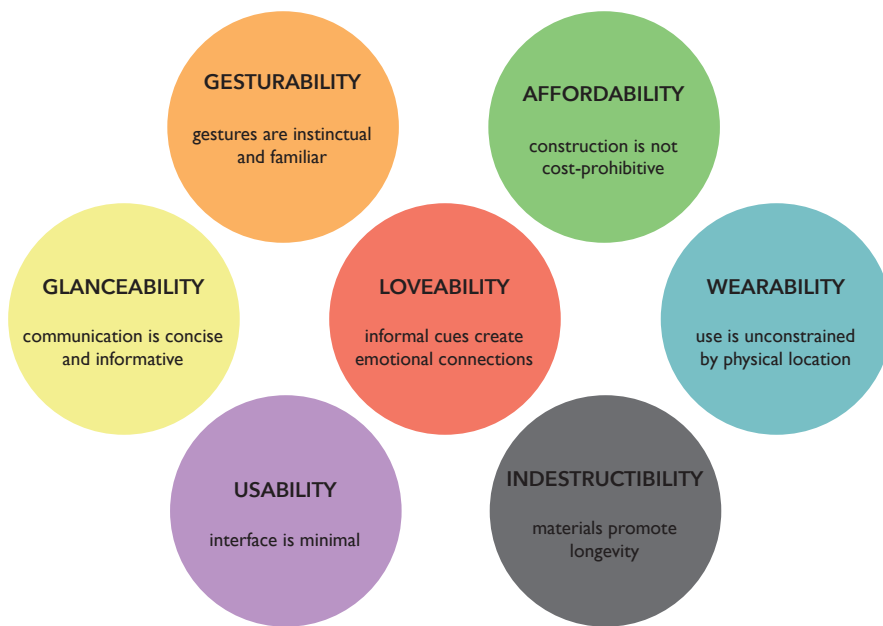 GESTURABILITY
gestures are instinctual
and familiar
AFFORDABILITY
construction is not
cost-prohibitive
GLANCEABILITY
communication is concise
and informative
LOVEABILITY
informal cues create
emotional connections
WEARABILITY
use is unconstrained
by physical location
USABILITY
interface is minimal
INDESTRUCTIBILITY
materials promote
longevity